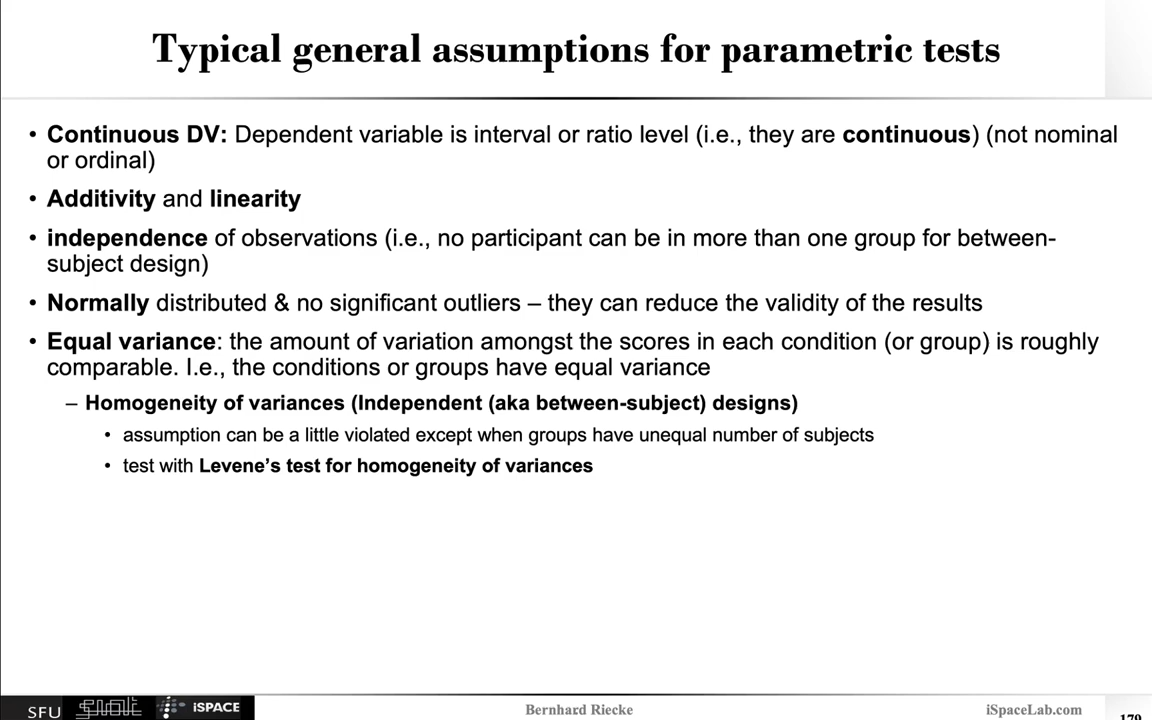 Typical general assumptions for parametric tests
• Continuous DV: Dependent variable is interval or ratio level (i.e., they are continuous) (not nominal
or ordinal)
• Additivity and linearity
• independence of observations (i.e., no participant can be in more than one group for between-
subject design)
• Normally distributed & no significant outliers – they can reduce the validity of the results
• Equal variance: the amount of variation amongst the scores in each condition (or group) is roughly
comparable. I.e., the conditions or groups have equal variance
– Homogeneity of variances (Independent (aka between-subject) designs)
• assumption can be a little violated except when groups have unequal number of subjects
• test with Levene’s test for homogeneity of variances
SFU
iSPACE
Bernhard Riecke
iSpaceLab.com
179